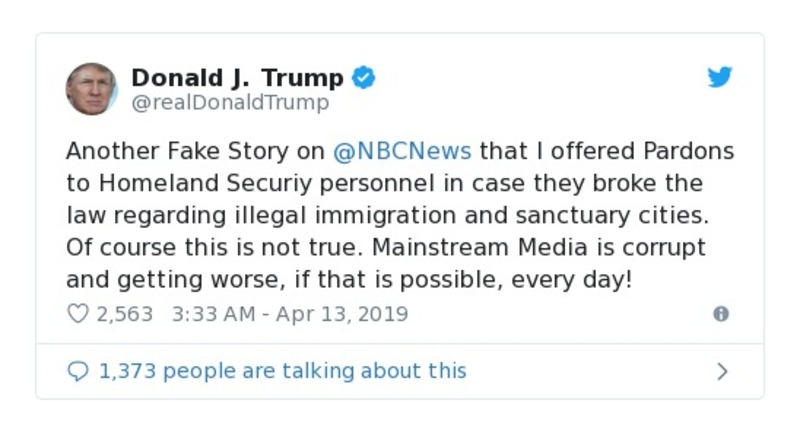 Donald J. Trump
@realDonaldTrump
Another Fake Story on @NBCNews that I offered Pardons
to Homeland Securiy personnel in case they broke the
law regarding illegal immigration and sanctuary cities.
Of course this is not true. Mainstream Media is corrupt
and getting worse, if that is possible, every day!
2,563 3:33 AM - Apr 13, 2019
1,373 people are talking about this